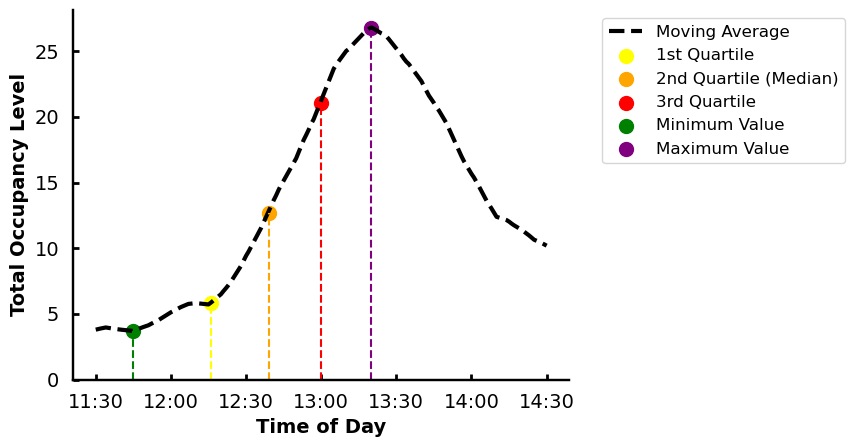 Total Occupancy Level
25
20
15
10
5
0
11:30 12:00 12:30 13:00 13:30 14:00 14:30
Time of Day
Moving Average
1st Quartile
2nd Quartile (Median)
3rd Quartile
Minimum Value
Maximum Value